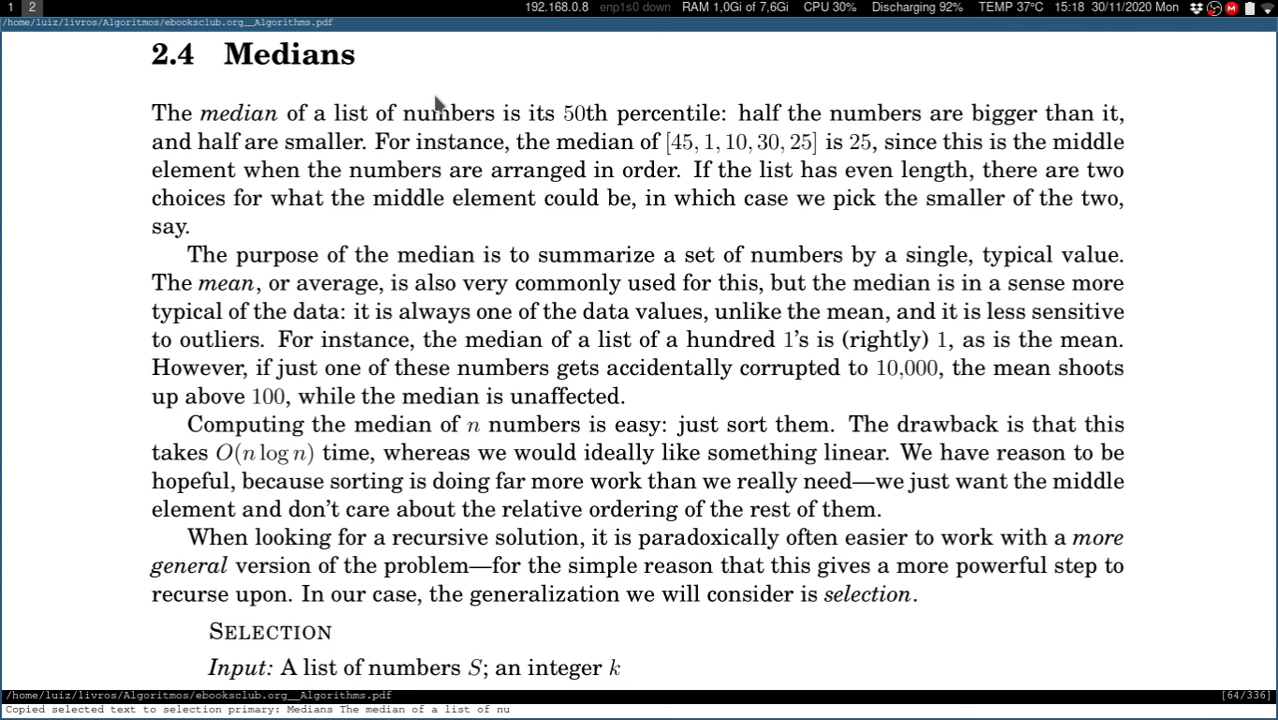 1 2 192.168.0.8 enp1s0 down RAM 1,0Gi of 7,6Gi CPU 30% Discharging 92% TEMP 37°C 15:18 30/11/2020 Mon
/home/luiz/livros/Algoritmos/ebooksclub.org__Algorithms.pdf
2.4 Medians
The median of a list of numbers is its 50th percentile: half the numbers are bigger than it,
and half are smaller. For instance, the median of [45, 1, 10, 30, 25] is 25, since this is the middle
element when the numbers are arranged in order. If the list has even length, there are two
choices for what the middle element could be, in which case we pick the smaller of the two,
say.
The purpose of the median is to summarize a set of numbers by a single, typical value.
The mean, or average, is also very commonly used for this, but the median is in a sense more
typical of the data: it is always one of the data values, unlike the mean, and it is less sensitive
to outliers. For instance, the median of a list of a hundred 1's is (rightly) 1, as is the mean.
However, if just one of these numbers gets accidentally corrupted to 10,000, the mean shoots
up above 100, while the median is unaffected.
Computing the median of n numbers is easy: just sort them. The drawback is that this
takes O(n log n) time, whereas we would ideally like something linear. We have reason to be
hopeful, because sorting is doing far more work than we really need—we just want the middle
element and don't care about the relative ordering of the rest of them.
When looking for a recursive solution, it is paradoxically often easier to work with a more
general version of the problem—for the simple reason that this gives a more powerful step to
recurse upon. In our case, the generalization we will consider is selection.
SELECTION
Input: A list of numbers S; an integer k
/home/luiz/livros/Algoritmos/ebooksclub.org__Algorithms.pdf [64/336]
Copied selected text to selection primary: Medians The median of a list of nu